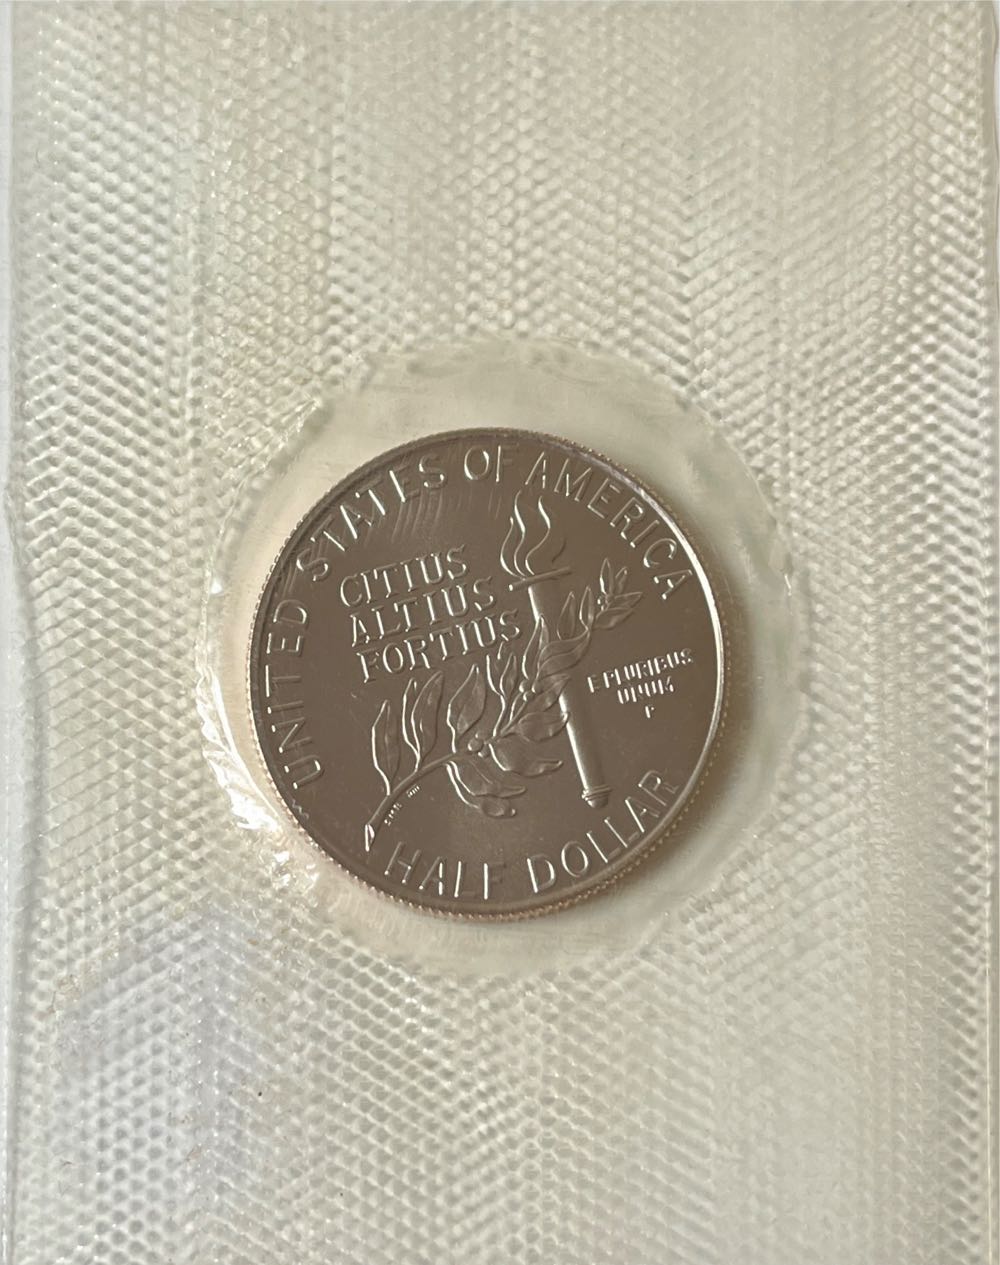 UNITED STATES OF AMERICA
CITIUS
ALTIUS
FORTIUS
E PLURIBUS
UNUM
P
HALF DOLLAR